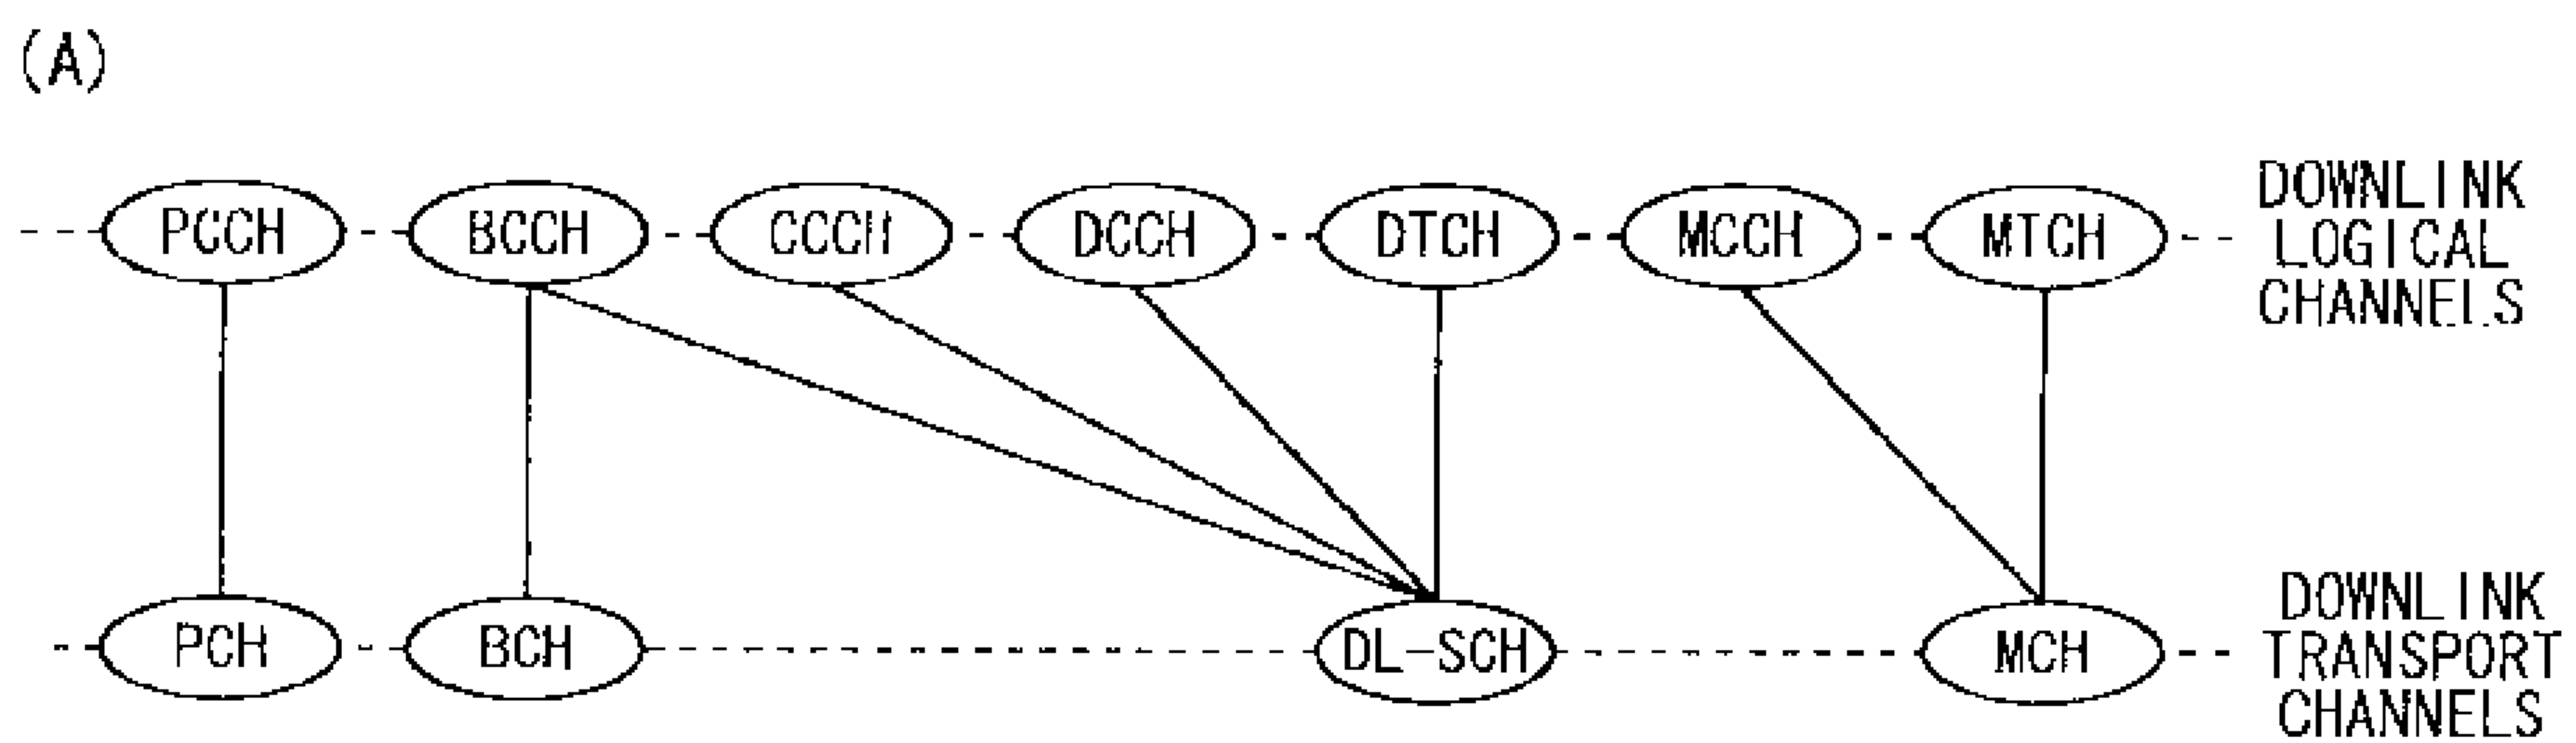 (A)
PCCH BCCH CCCH DCCH DTCH MCCH MTCH
DOWNLINK
LOGICAL
CHANNELS
PCH BCH DL-SCH MCH
DOWNLINK
TRANSPORT
CHANNELS